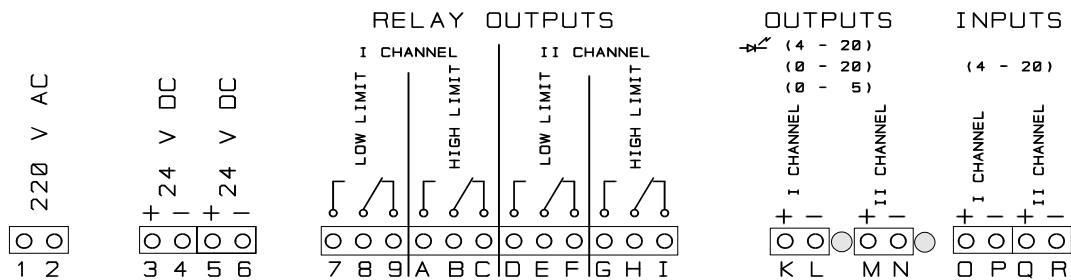 RELAY OUTPUTS
OUTPUTS
INPUTS
I CHANNEL
II CHANNEL
(4 - 20)
(0 - 20)
(0 - 5)
(4 - 20)
220 V AC
24 V DC
24 V DC
LOW LIMIT
HIGH LIMIT
LOW LIMIT
HIGH LIMIT
I CHANNEL
II CHANNEL
I CHANNEL
II CHANNEL
+ - + -
+ - + -
+ - + -
1 2
3 4 5 6
7 8 9 A B C D E F G H I
K L M N
O P Q R